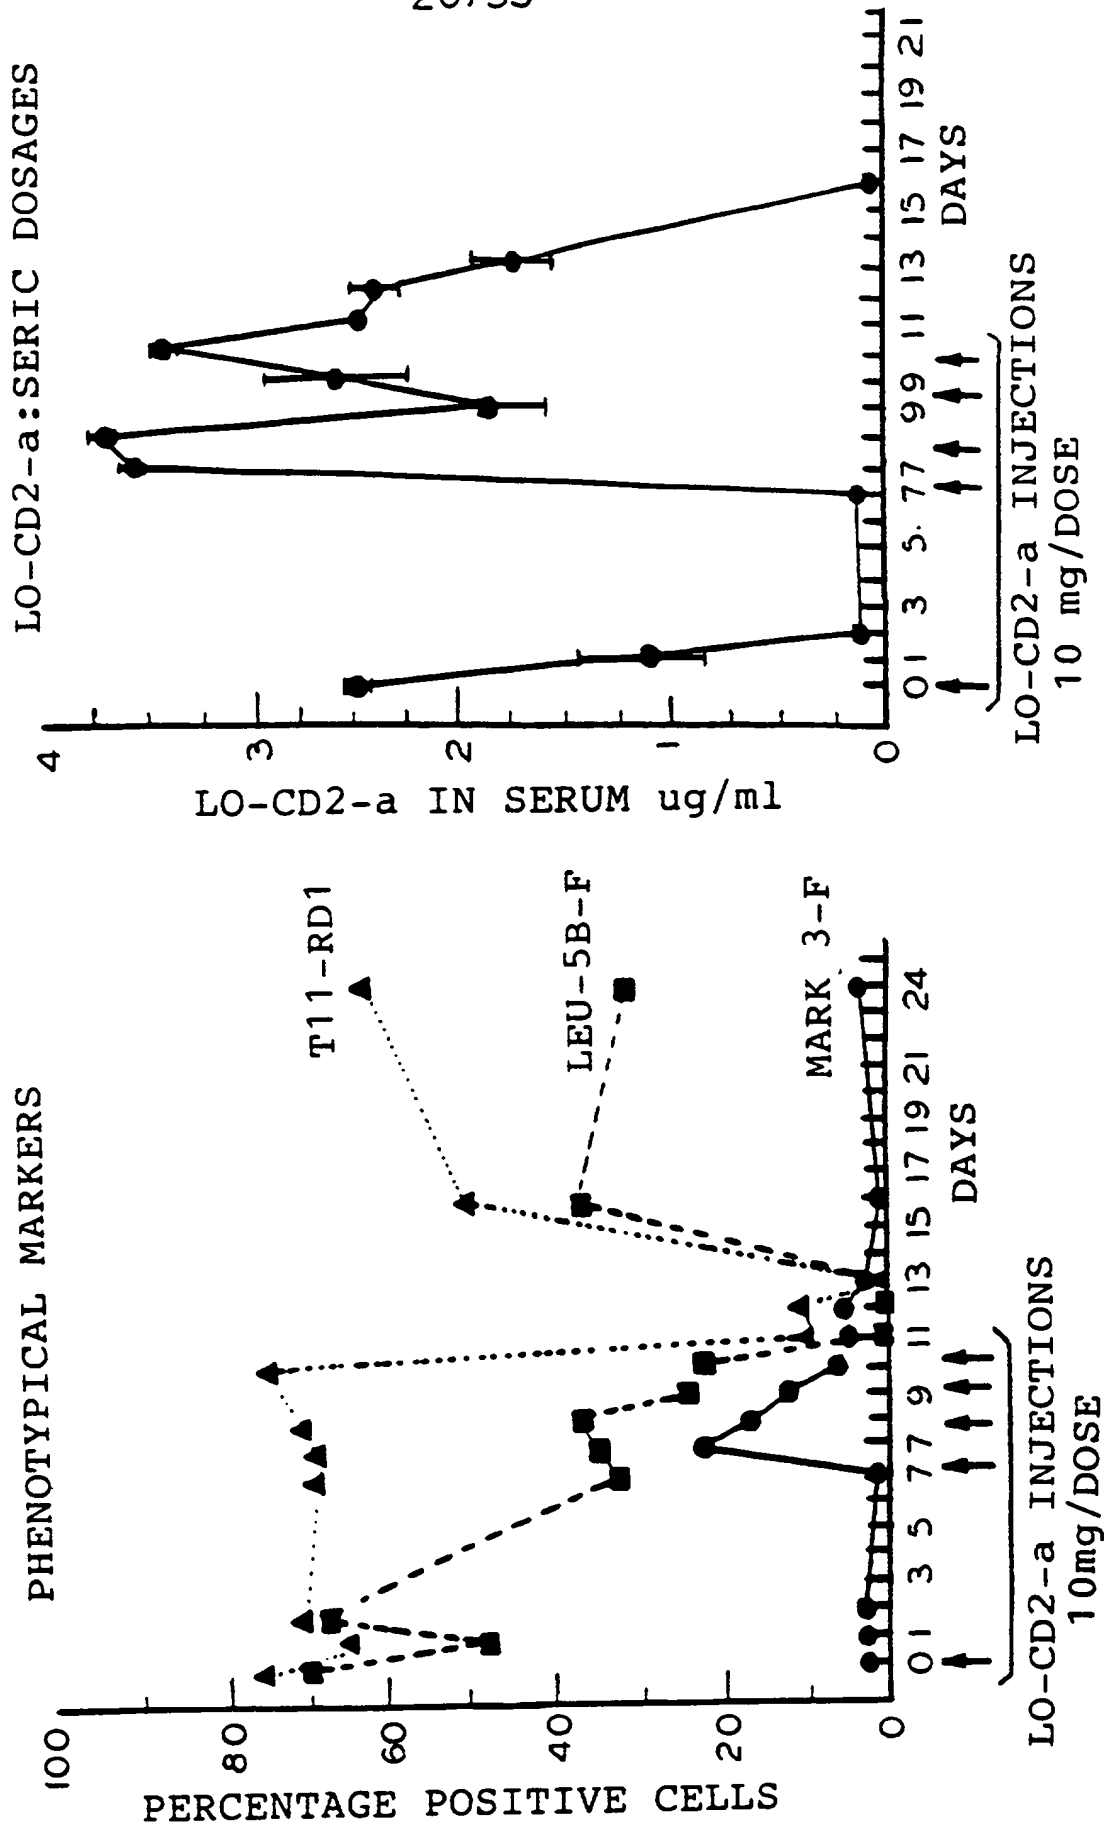 PHENOTYPICAL MARKERS
PERCENTAGE POSITIVE CELLS
100
80
60
40
20
0
T11-RD1
LEU-5B-F
MARK 3-F
0 1 3 5 7 7 9 11 13 15 17 19 21 24
DAYS
LO-CD2-a INJECTIONS
10mg/DOSE
LO-CD2-a:SERIC DOSAGES
LO-CD2-a IN SERUM ug/ml
4
3
2
1
0
0 1 3 5. 7 7 9 9 11 13 15 17 19 21
DAYS
LO-CD2-a INJECTIONS
10 mg/DOSE